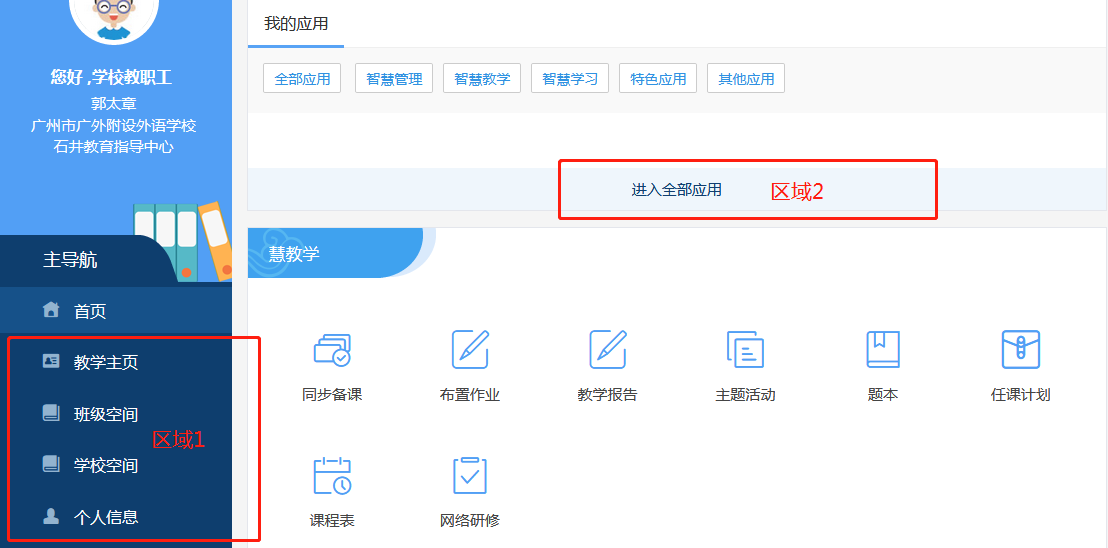 您好 ,学校教职工
郭太章
广州市广外附设外语学校
石井教育指导中心
主导航
首页
教学主页
班级空间
区域1
学校空间
个人信息
我的应用
全部应用 智慧管理 智慧教学 智慧学习 特色应用 其他应用
进入全部应用 区域2
慧教学
同步备课 布置作业 教学报告 主题活动 题本 任课计划
课程表 网络研修